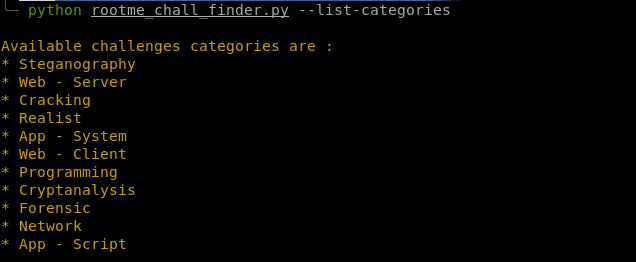 python rootme_chall_finder.py --list-categories
Available challenges categories are :
* Steganography
* Web - Server
* Cracking
* Realist
* App - System
* Web - Client
* Programming
* Cryptanalysis
* Forensic
* Network
* App - Script